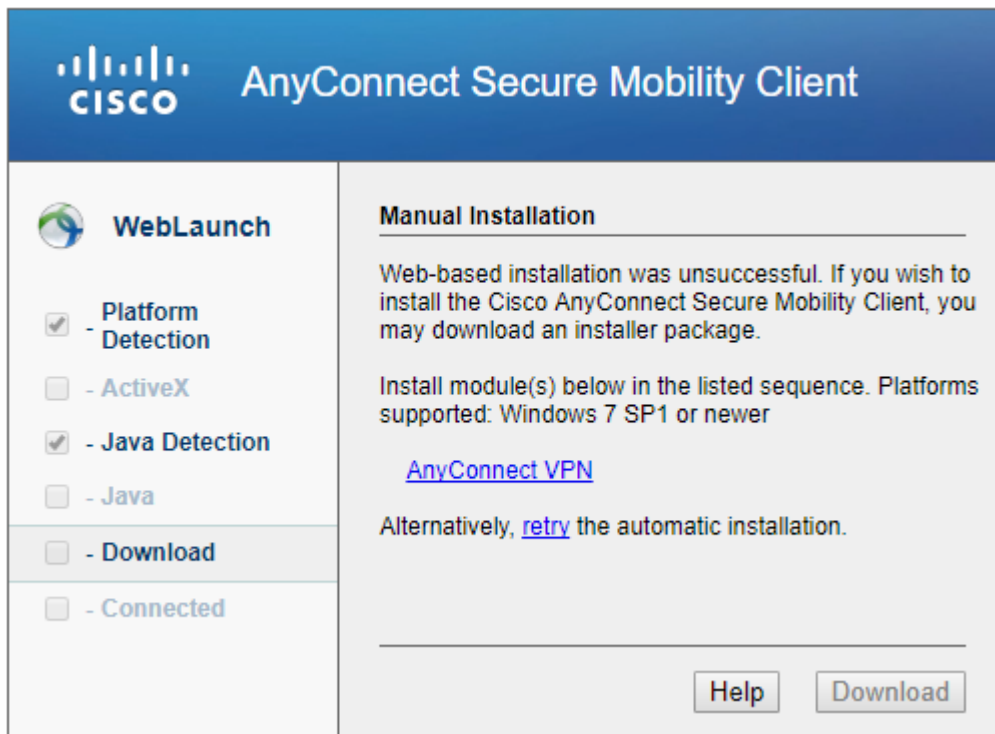 CISCO
AnyConnect Secure Mobility Client
WebLaunch
- Platform
Detection
- ActiveX
- Java Detection
- Java
- Download
- Connected
Manual Installation
Web-based installation was unsuccessful. If you wish to
install the Cisco AnyConnect Secure Mobility Client, you
may download an installer package.
Install module(s) below in the listed sequence. Platforms
supported: Windows 7 SP1 or newer
AnyConnect VPN
Alternatively, retry the automatic installation.
Help
Download